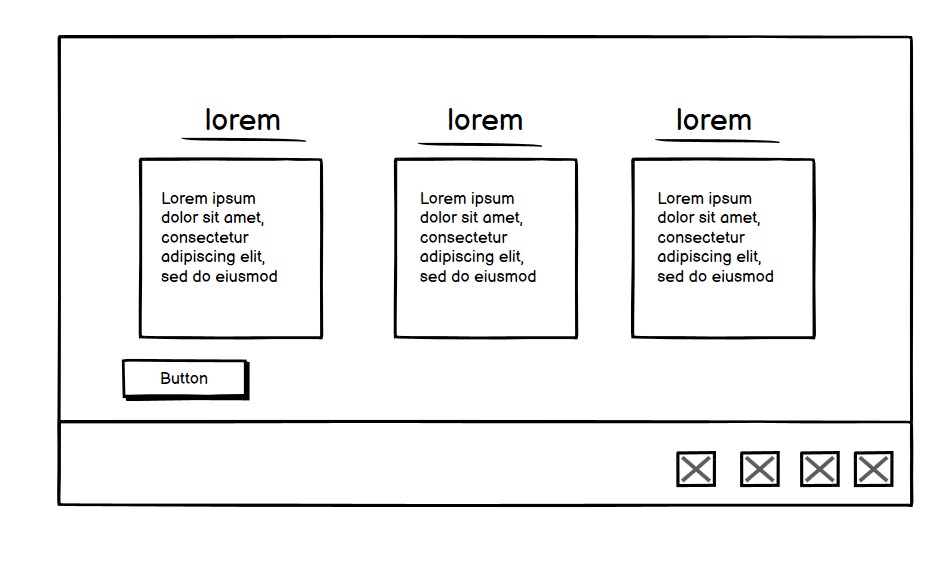 lorem
lorem
lorem
Lorem ipsum
dolor sit amet,
consectetur
adipiscing elit,
sed do eiusmod
Lorem ipsum
dolor sit amet,
consectetur
adipiscing elit,
sed do eiusmod
Lorem ipsum
dolor sit amet,
consectetur
adipiscing elit,
sed do eiusmod
Button